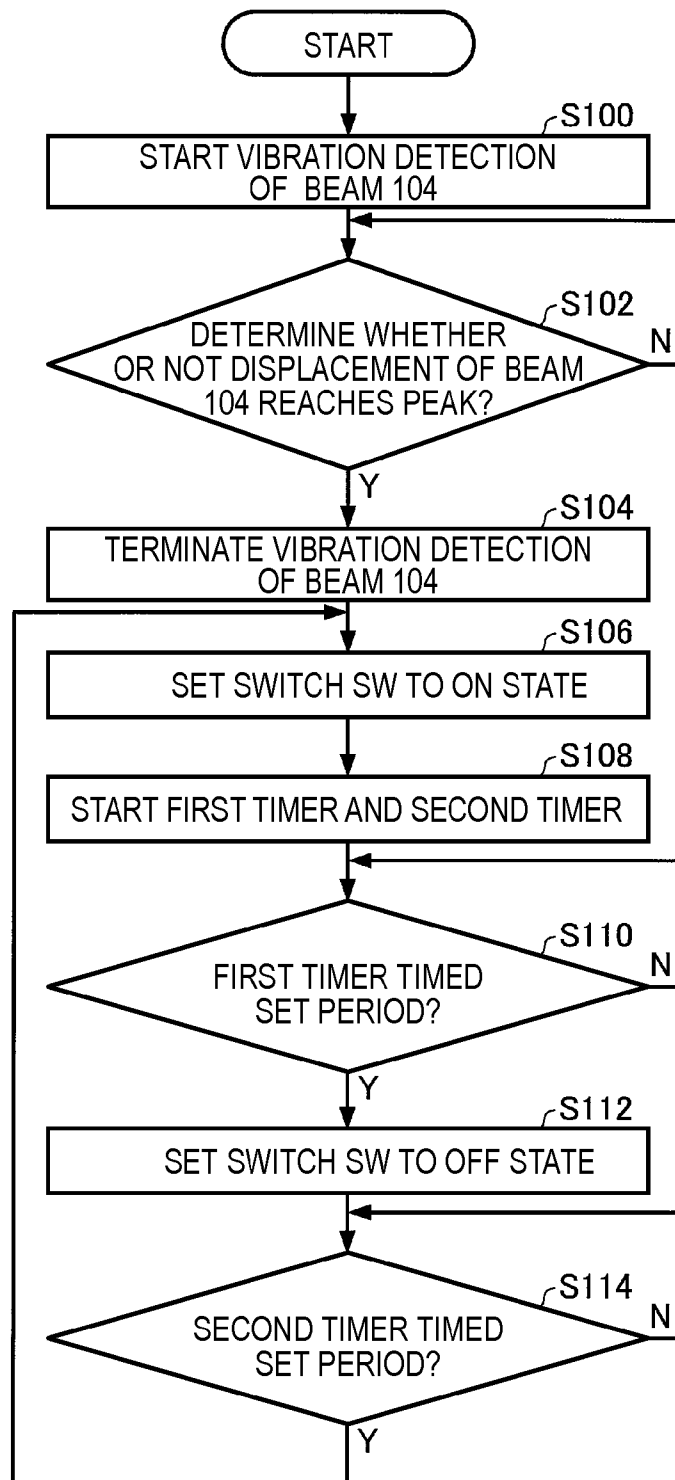 START
S100
START VIBRATION DETECTION
OF BEAM 104
S102
DETERMINE WHETHER
OR NOT DISPLACEMENT OF BEAM
104 REACHES PEAK?
N
Y
S104
TERMINATE VIBRATION DETECTION
OF BEAM 104
S106
SET SWITCH SW TO ON STATE
S108
START FIRST TIMER AND SECOND TIMER
S110
FIRST TIMER TIMED
SET PERIOD?
N
Y
S112
SET SWITCH SW TO OFF STATE
S114
SECOND TIMER TIMED
SET PERIOD?
N
Y